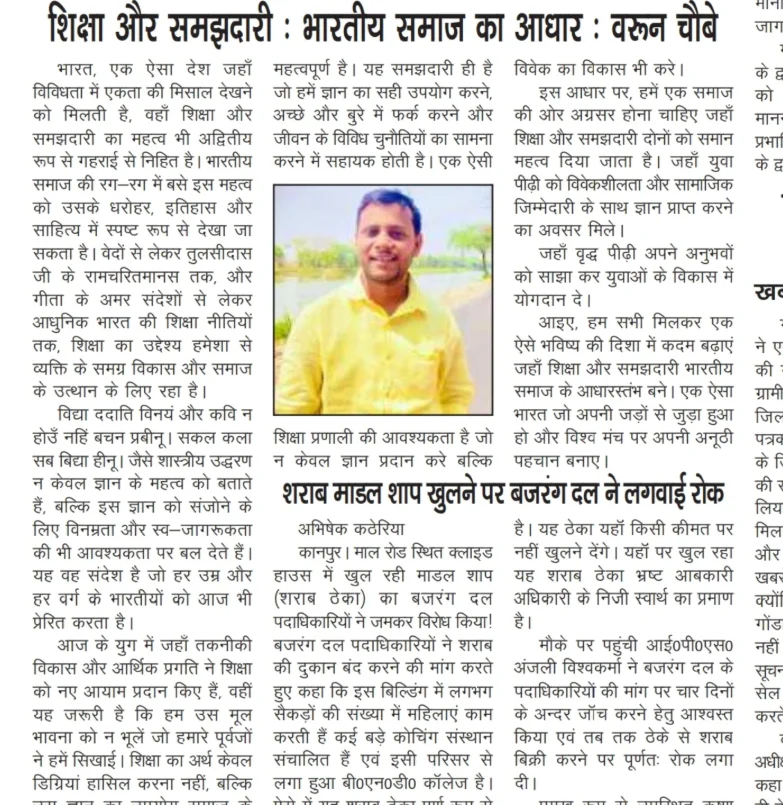 शिक्षा और समझदारी : भारतीय समाज का आधार : वरून चौबे
भारत, एक ऐसा देश जहाँ
विविधता में एकता की मिसाल देखने
को मिलती है, वहाँ शिक्षा और
समझदारी का महत्व भी अद्वितीय
रूप से गहराई से निहित है। भारतीय
समाज की रग–रग में बसे इस महत्व
को उसके धरोहर, इतिहास और
साहित्य में स्पष्ट रूप से देखा जा
सकता है। वेदों से लेकर तुलसीदास
जी के रामचरितमानस तक, और
गीता के अमर संदेशों से लेकर
आधुनिक भारत की शिक्षा नीतियों
तक, शिक्षा का उद्देश्य हमेशा से
व्यक्ति के समग्र विकास और समाज
के उत्थान के लिए रहा है।
विद्या ददाति विनयं और कवि न
होउँ नहिं बचन प्रबीनू। सकल कला
सब बिद्या हीनू। जैसे शास्त्रीय उद्धरण
न केवल ज्ञान के महत्व को बताते
हैं, बल्कि इस ज्ञान को संजोने के
लिए विनम्रता और स्व–जागरूकता
की भी आवश्यकता पर बल देते हैं।
यह वह संदेश है जो हर उम्र और
हर वर्ग के भारतीयों को आज भी
प्रेरित करता है।
आज के युग में जहाँ तकनीकी
विकास और आर्थिक प्रगति ने शिक्षा
को नए आयाम प्रदान किए हैं, वहीं
यह जरूरी है कि हम उस मूल
भावना को न भूलें जो हमारे पूर्वजों
ने हमें सिखाई। शिक्षा का अर्थ केवल
डिग्रियां हासिल करना नहीं, बल्कि
महत्वपूर्ण है। यह समझदारी ही है
जो हमें ज्ञान का सही उपयोग करने,
अच्छे और बुरे में फर्क करने और
जीवन के विविध चुनौतियों का सामना
करने में सहायक होती है। एक ऐसी
शिक्षा प्रणाली की आवश्यकता है जो
न केवल ज्ञान प्रदान करे बल्कि
विवेक का विकास भी करे।
इस आधार पर, हमें एक समाज
की ओर अग्रसर होना चाहिए जहाँ
शिक्षा और समझदारी दोनों को समान
महत्व दिया जाता है। जहाँ युवा
पीढ़ी को विवेकशीलता और सामाजिक
जिम्मेदारी के साथ ज्ञान प्राप्त करने
का अवसर मिले।
जहाँ वृद्ध पीढ़ी अपने अनुभवों
को साझा कर युवाओं के विकास में
योगदान दे।
आइए, हम सभी मिलकर एक
ऐसे भविष्य की दिशा में कदम बढ़ाएं
जहाँ शिक्षा और समझदारी भारतीय
समाज के आधारस्तंभ बने। एक ऐसा
भारत जो अपनी जड़ों से जुड़ा हुआ
हो और विश्व मंच पर अपनी अनूठी
पहचान बनाए।
शराब माडल शाप खुलने पर बजरंग दल ने लगवाई रोक
अभिषेक कठेरिया
कानपुर। माल रोड स्थित क्लाइड
हाउस में खुल रही माडल शाप
(शराब ठेका) का बजरंग दल
पदाधिकारियों ने जमकर विरोध किया!
बजरंग दल पदाधिकारियों ने शराब
की दुकान बंद करने की मांग करते
हुए कहा कि इस बिल्डिंग में लगभग
सैकड़ों की संख्या में महिलाएं काम
करती हैं कई बड़े कोचिंग संस्थान
संचालित हैं एवं इसी परिसर से
लगा हुआ बी०एन०डी० कॉलेज है।
है। यह ठेका यहाॅ किसी कीमत पर
नहीं खुलने देंगे। यहाॅ पर खुल रहा
यह शराब ठेका भ्रष्ट आबकारी
अधिकारी के निजी स्वार्थ का प्रमाण
है।
मौके पर पहुंची आई०पी०एस०
अंजली विश्वकर्मा ने बजरंग दल के
पदाधिकारियों की मांग पर चार दिनों
के अन्दर जाॅच करने हेतु आश्वस्त
किया एवं तब तक ठेके से शराब
बिक्री करने पर पूर्णतः रोक लगा
दी।